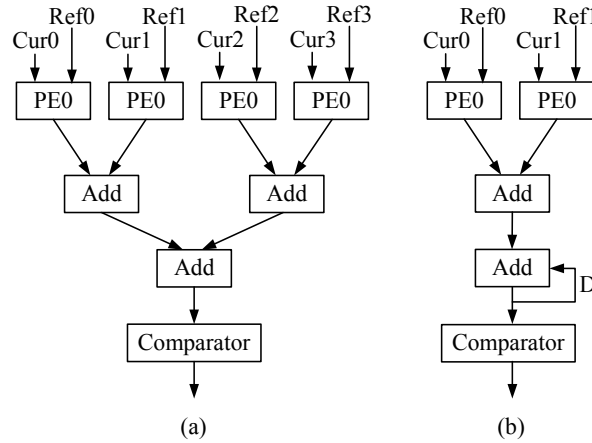 Ref0 Ref1 Ref2 Ref3 Ref0 Ref1
Cur0 Cur1 Cur2 Cur3 Cur0 Cur1
PE0 PE0 PE0 PE0 PE0 PE0
Add Add Add
Add Add D
Comparator Comparator
(a) (b)